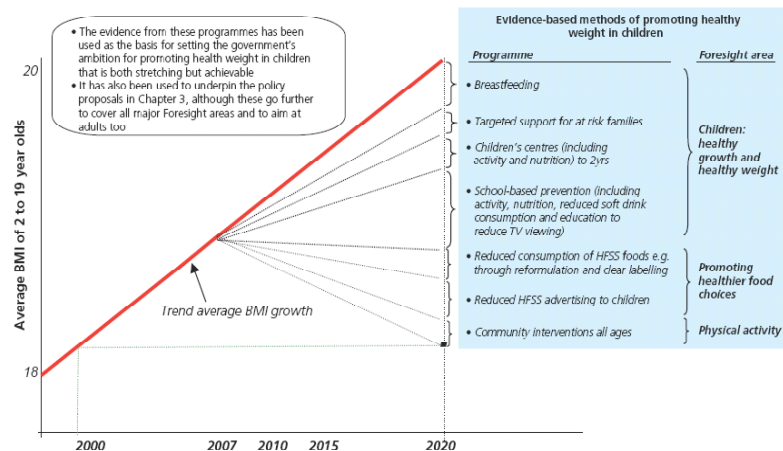 • The evidence from these programmes has been
used as the basis for setting the government's
ambition for promoting health weight in children
that is both stretching but achievable
• It has also been used to underpin the policy
proposals in Chapter 3, although these go further
to cover all major Foresight areas and to aim at
adults too
Average BMI of 2 to 19 year olds
20
18
Trend average BMI growth
2000
2007
2010
2015
2020
Evidence-based methods of promoting healthy
weight in children
Programme
Foresight area
• Breastfeeding
• Targeted support for at risk families
• Children's centres (including
activity and nutrition) to 2yrs
• School-based prevention (including
activity, nutrition, reduced soft drink
consumption and education to
reduce TV viewing)
Children:
healthy
growth and
healthy weight
• Reduced consumption of HFSS foods e.g.
through reformulation and clear labelling
• Reduced HFSS advertising to children
Promoting
healthier food
choices
• Community interventions all ages
Physical activity